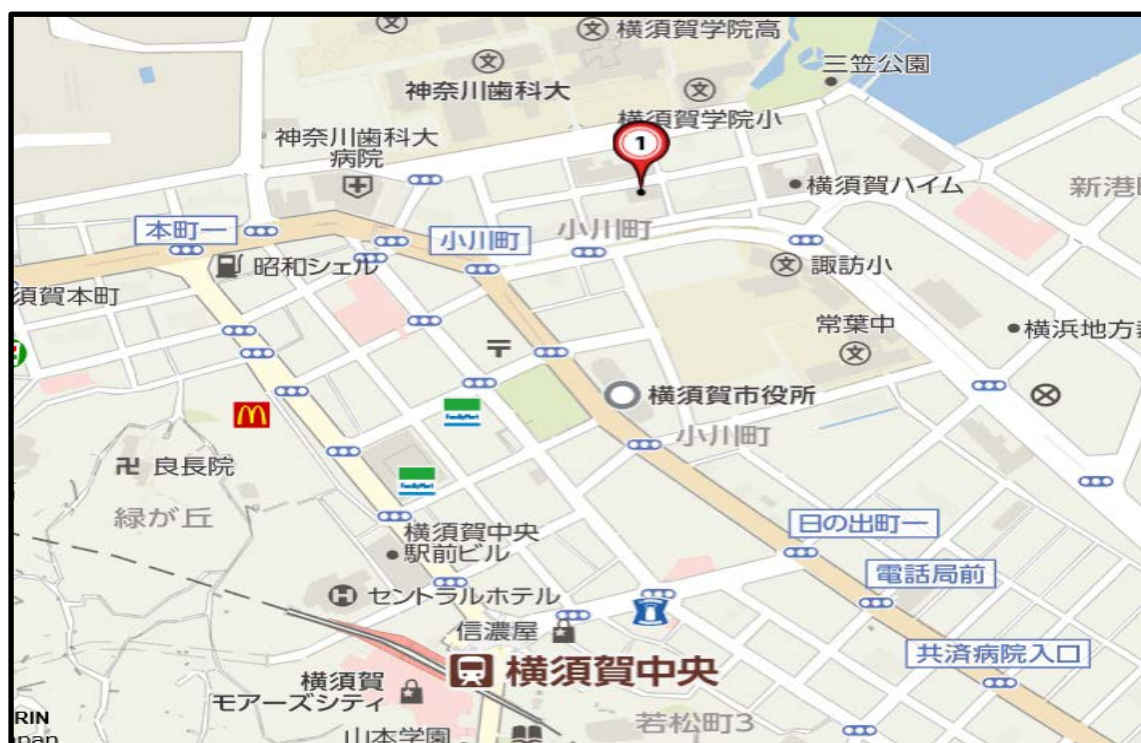 横須賀学院高
三笠公園
神奈川歯科大
横須賀学院小
神奈川歯科大
病院
1
横須賀ハイム
新港
本町一
小川町
小川町
昭和シェル
諏訪小
須賀本町
常葉中
横浜地方
横須賀市役所
FamilyMart
小川町
良長院
FamilyMart
緑が丘
日の出町一
横須賀中央
駅前ビル
電話局前
セントラルホテル
信濃屋
共済病院入口
横須賀中央
横須賀
モアーズシティ
若松町3
RIN
山本学園